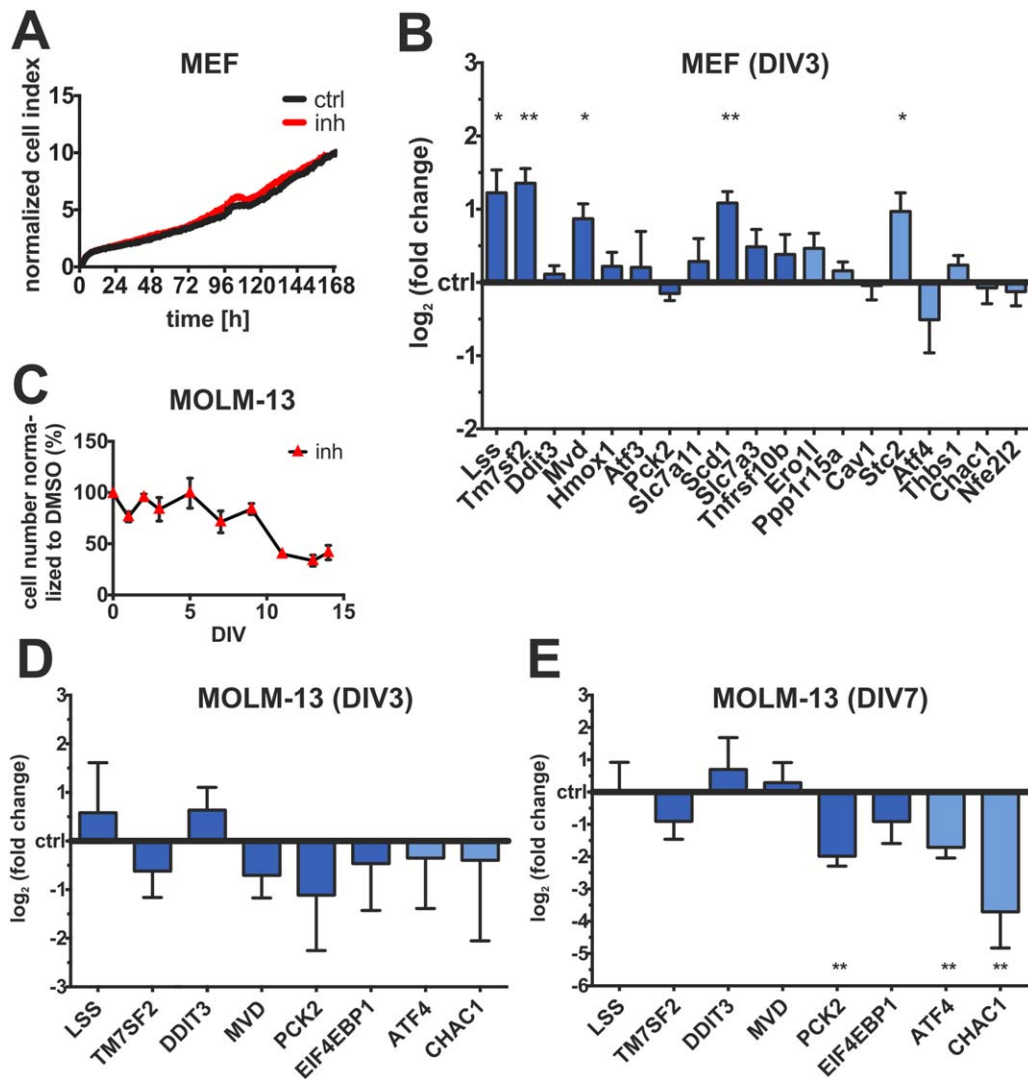 A
MEF
normalized cell index
15
10
5
0
ctrl
inh
0 24 48 72 96 120 144 168
time [h]
B
MEF (DIV3)
log₂ (fold change)
3
2
1
ctrl
-1
-2
* ** * ** *
Lss
Tm7sf2
Ddit3
Mvd
Hmox1
Atf3
Pck2
Slc7a11
Scd1
Slc7a3
Tnfrsf10b
Ero1l
Ppp1r15a
Cav1
Stc2
Atf4
Thbs1
Chac1
Nfe2l2
C
MOLM-13
cell number norma-
lized to DMSO (%)
150
100
50
0
inh
0 5 10 15
DIV
D
MOLM-13 (DIV3)
log₂ (fold change)
3
2
1
ctrl
-1
-2
-3
LSS
TM7SF2
DDIT3
MVD
PCK2
EIF4EBP1
ATF4
CHAC1
E
MOLM-13 (DIV7)
log₂ (fold change)
3
2
1
ctrl
-1
-2
-3
-4
-5
-6
** ** **
LSS
TM7SF2
DDIT3
MVD
PCK2
EIF4EBP1
ATF4
CHAC1